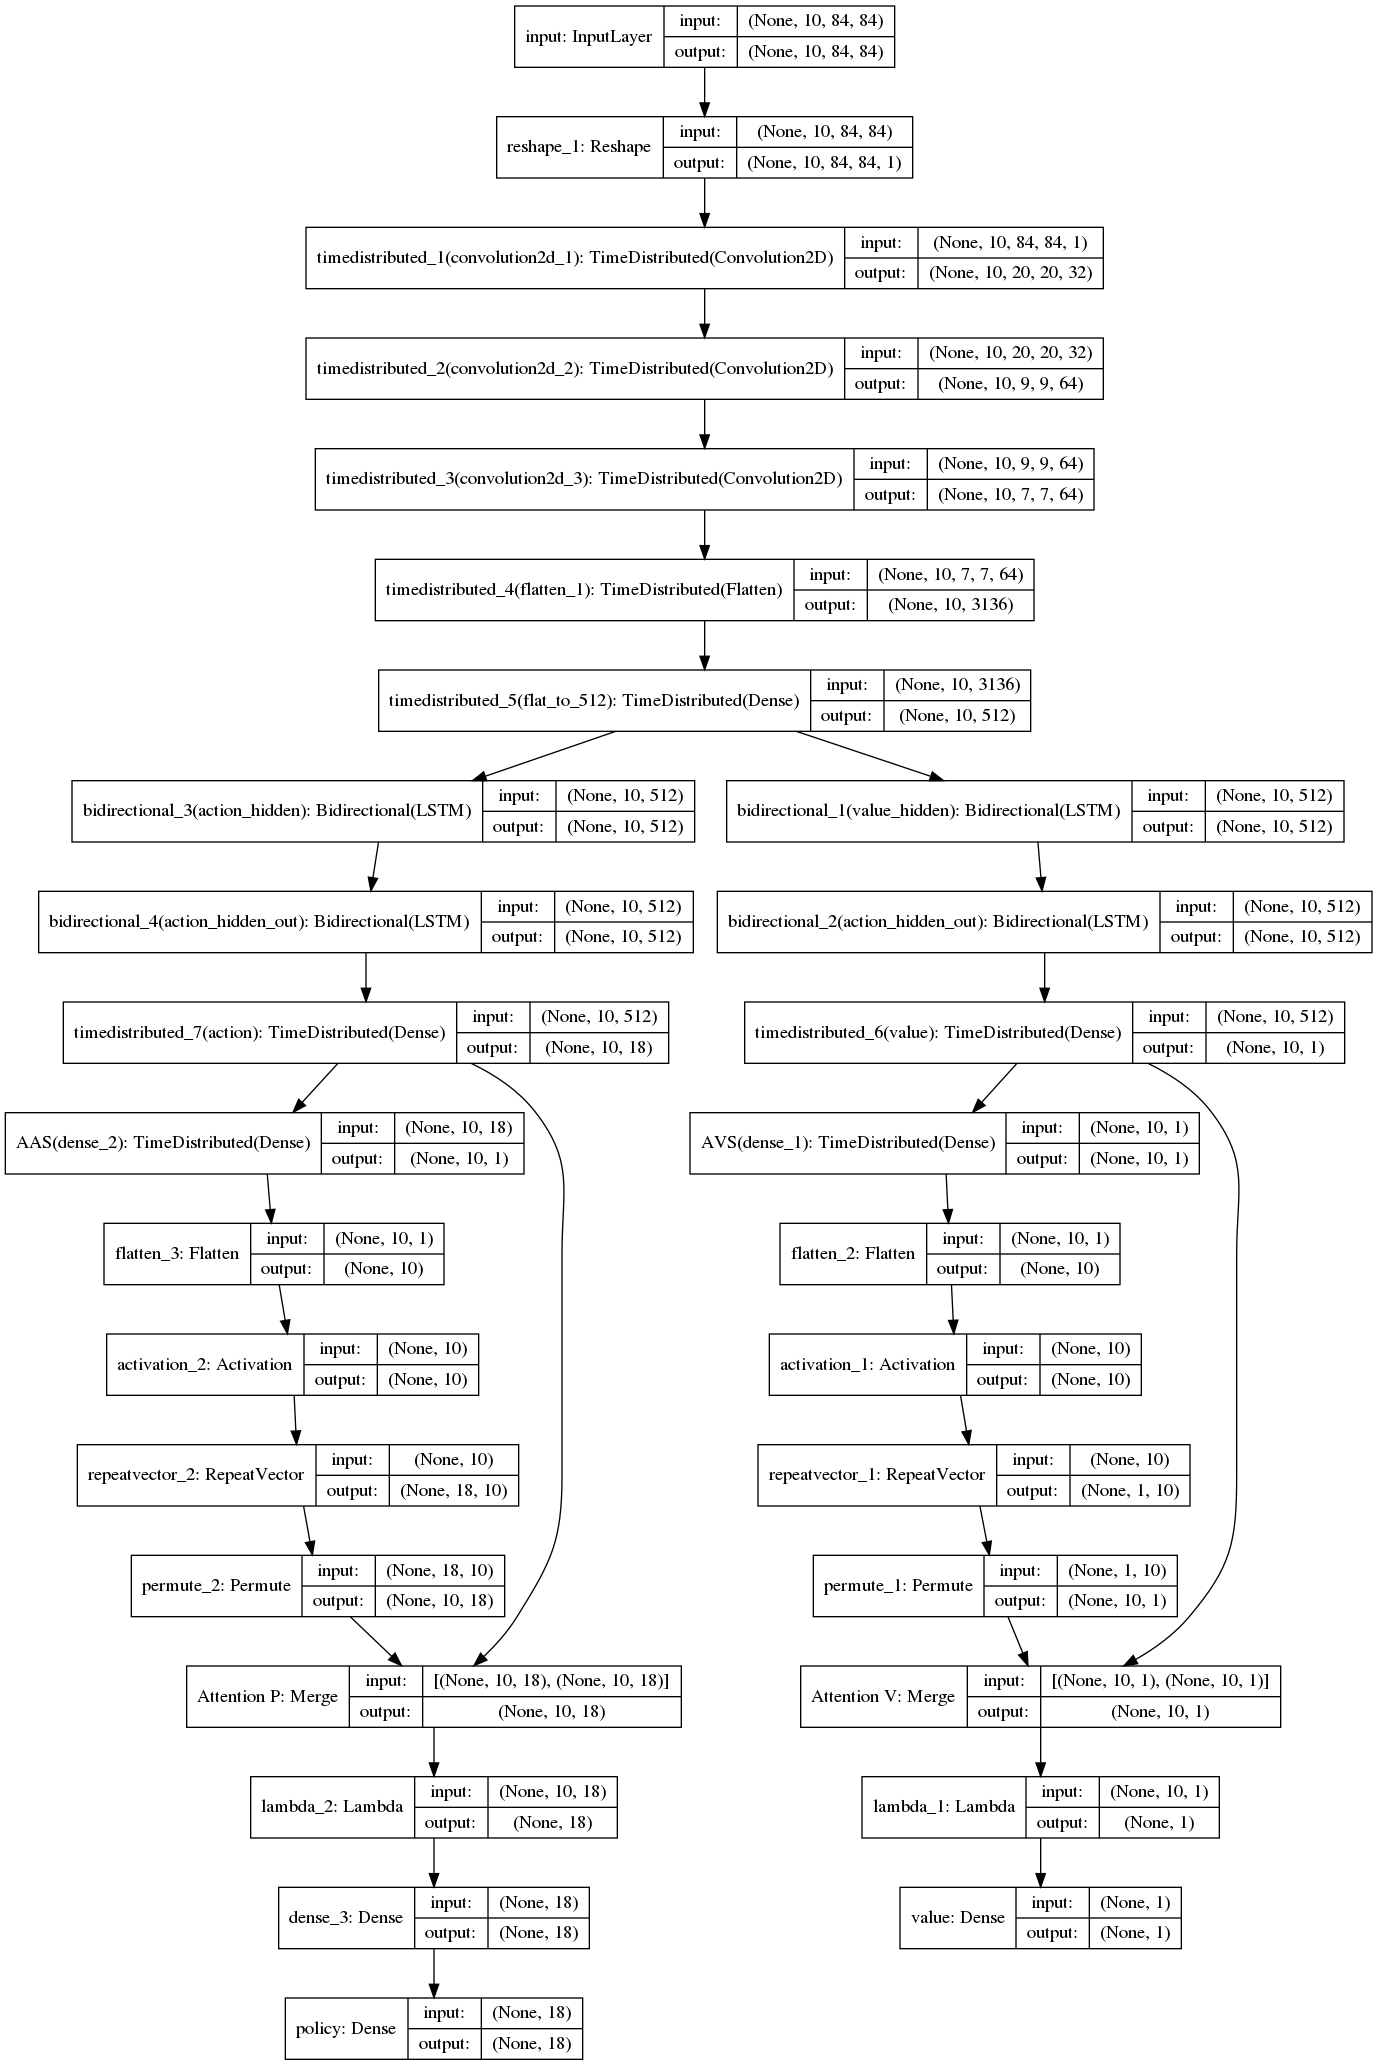 input: InputLayer
input: (None, 10, 84, 84)
output: (None, 10, 84, 84)
reshape_1: Reshape
input: (None, 10, 84, 84)
output: (None, 10, 84, 84, 1)
timedistributed_1(convolution2d_1): TimeDistributed(Convolution2D)
input: (None, 10, 84, 84, 1)
output: (None, 10, 20, 20, 32)
timedistributed_2(convolution2d_2): TimeDistributed(Convolution2D)
input: (None, 10, 20, 20, 32)
output: (None, 10, 9, 9, 64)
timedistributed_3(convolution2d_3): TimeDistributed(Convolution2D)
input: (None, 10, 9, 9, 64)
output: (None, 10, 7, 7, 64)
timedistributed_4(flatten_1): TimeDistributed(Flatten)
input: (None, 10, 7, 7, 64)
output: (None, 10, 3136)
timedistributed_5(flat_to_512): TimeDistributed(Dense)
input: (None, 10, 3136)
output: (None, 10, 512)
bidirectional_3(action_hidden): Bidirectional(LSTM)
input: (None, 10, 512)
output: (None, 10, 512)
bidirectional_1(value_hidden): Bidirectional(LSTM)
input: (None, 10, 512)
output: (None, 10, 512)
bidirectional_4(action_hidden_out): Bidirectional(LSTM)
input: (None, 10, 512)
output: (None, 10, 512)
bidirectional_2(action_hidden_out): Bidirectional(LSTM)
input: (None, 10, 512)
output: (None, 10, 512)
timedistributed_7(action): TimeDistributed(Dense)
input: (None, 10, 512)
output: (None, 10, 18)
timedistributed_6(value): TimeDistributed(Dense)
input: (None, 10, 512)
output: (None, 10, 1)
AAS(dense_2): TimeDistributed(Dense)
input: (None, 10, 18)
output: (None, 10, 1)
AVS(dense_1): TimeDistributed(Dense)
input: (None, 10, 1)
output: (None, 10, 1)
flatten_3: Flatten
input: (None, 10, 1)
output: (None, 10)
flatten_2: Flatten
input: (None, 10, 1)
output: (None, 10)
activation_2: Activation
input: (None, 10)
output: (None, 10)
activation_1: Activation
input: (None, 10)
output: (None, 10)
repeatvector_2: RepeatVector
input: (None, 10)
output: (None, 18, 10)
repeatvector_1: RepeatVector
input: (None, 10)
output: (None, 1, 10)
permute_2: Permute
input: (None, 18, 10)
output: (None, 10, 18)
permute_1: Permute
input: (None, 1, 10)
output: (None, 10, 1)
Attention P: Merge
input: [(None, 10, 18), (None, 10, 18)]
output: (None, 10, 18)
Attention V: Merge
input: [(None, 10, 1), (None, 10, 1)]
output: (None, 10, 1)
lambda_2: Lambda
input: (None, 10, 18)
output: (None, 18)
lambda_1: Lambda
input: (None, 10, 1)
output: (None, 1)
dense_3: Dense
input: (None, 18)
output: (None, 18)
value: Dense
input: (None, 1)
output: (None, 1)
policy: Dense
input: (None, 18)
output: (None, 18)